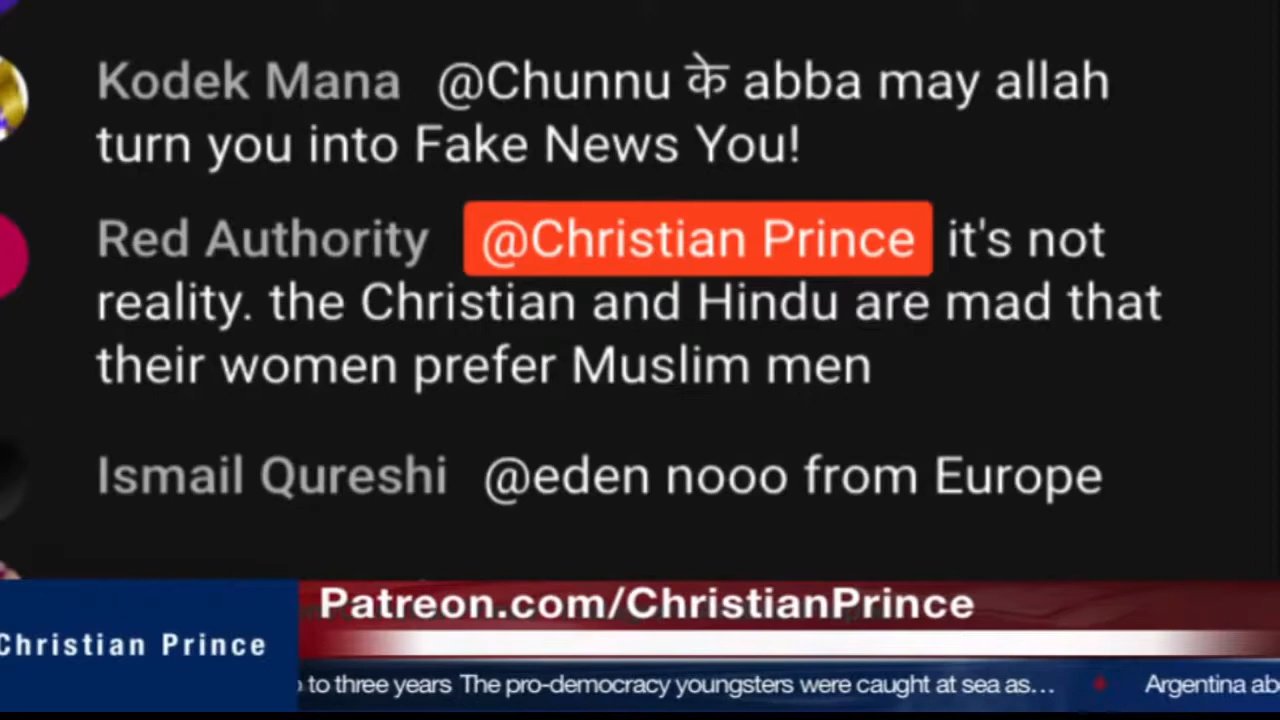 Kodek Mana @Chunnu के abba may allah
turn you into Fake News You!
Red Authority @Christian Prince it's not
reality. the Christian and Hindu are mad that
their women prefer Muslim men
Ismail Qureshi @eden nooo from Europe
Patreon.com/ChristianPrince
Christian Prince
to three years The pro-democracy youngsters were caught at sea as… Argentina ab